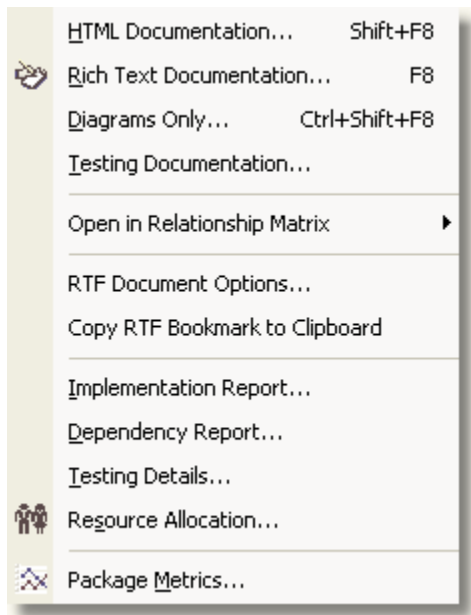 HTML Documentation... Shift+F8
Rich Text Documentation... F8
Diagrams Only... Ctrl+Shift+F8
Testing Documentation...
Open in Relationship Matrix
RTF Document Options...
Copy RTF Bookmark to Clipboard
Implementation Report...
Dependency Report...
Testing Details...
Resource Allocation...
Package Metrics...